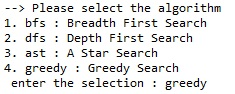 --> Please select the algorithm
1. bfs : Breadth First Search
2. dfs : Depth First Search
3. ast : A Star Search
4. greedy : Greedy Search
enter the selection : greedy